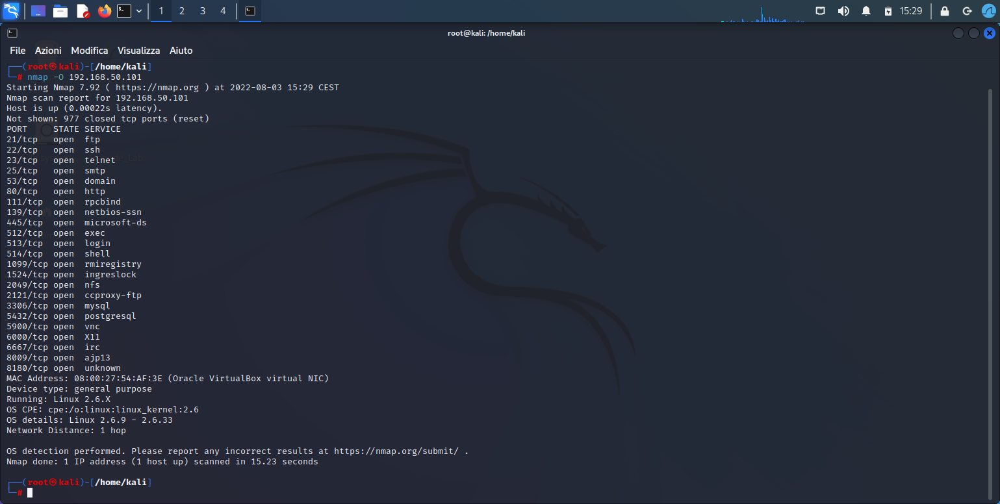 1 2 3 4 15:29
root@kali: /home/kali
File Azioni Modifica Visualizza Aiuto
┌──(root㉿kali)-[/home/kali]
└─# nmap -O 192.168.50.101
Starting Nmap 7.92 ( https://nmap.org ) at 2022-08-03 15:29 CEST
Nmap scan report for 192.168.50.101
Host is up (0.00022s latency).
Not shown: 977 closed tcp ports (reset)
PORT     STATE SERVICE
21/tcp   open  ftp
22/tcp   open  ssh
23/tcp   open  telnet
25/tcp   open  smtp
53/tcp   open  domain
80/tcp   open  http
111/tcp  open  rpcbind
139/tcp  open  netbios-ssn
445/tcp  open  microsoft-ds
512/tcp  open  exec
513/tcp  open  login
514/tcp  open  shell
1099/tcp open  rmiregistry
1524/tcp open  ingreslock
2049/tcp open  nfs
2121/tcp open  ccproxy-ftp
3306/tcp open  mysql
5432/tcp open  postgresql
5900/tcp open  vnc
6000/tcp open  X11
6667/tcp open  irc
8009/tcp open  ajp13
8180/tcp open  unknown
MAC Address: 08:00:27:54:AF:3E (Oracle VirtualBox virtual NIC)
Device type: general purpose
Running: Linux 2.6.X
OS CPE: cpe:/o:linux:linux_kernel:2.6
OS details: Linux 2.6.9 - 2.6.33
Network Distance: 1 hop
OS detection performed. Please report any incorrect results at https://nmap.org/submit/ .
Nmap done: 1 IP address (1 host up) scanned in 15.23 seconds
┌──(root㉿kali)-[/home/kali]
└─#